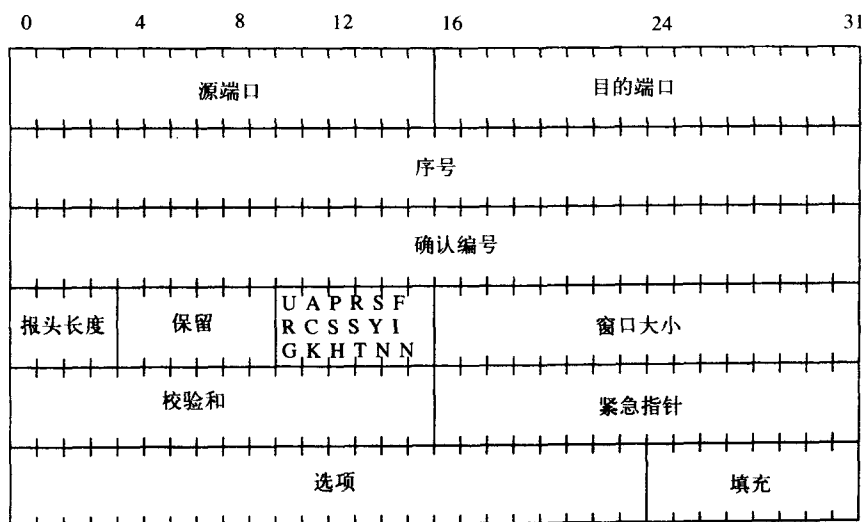 0 4 8 12 16 24 31
源端口 目的端口
序号
确认编号
报头长度 保留 U A P R S F 窗口大小
R C S S Y I
G K H T N N
校验和 紧急指针
选项 填充